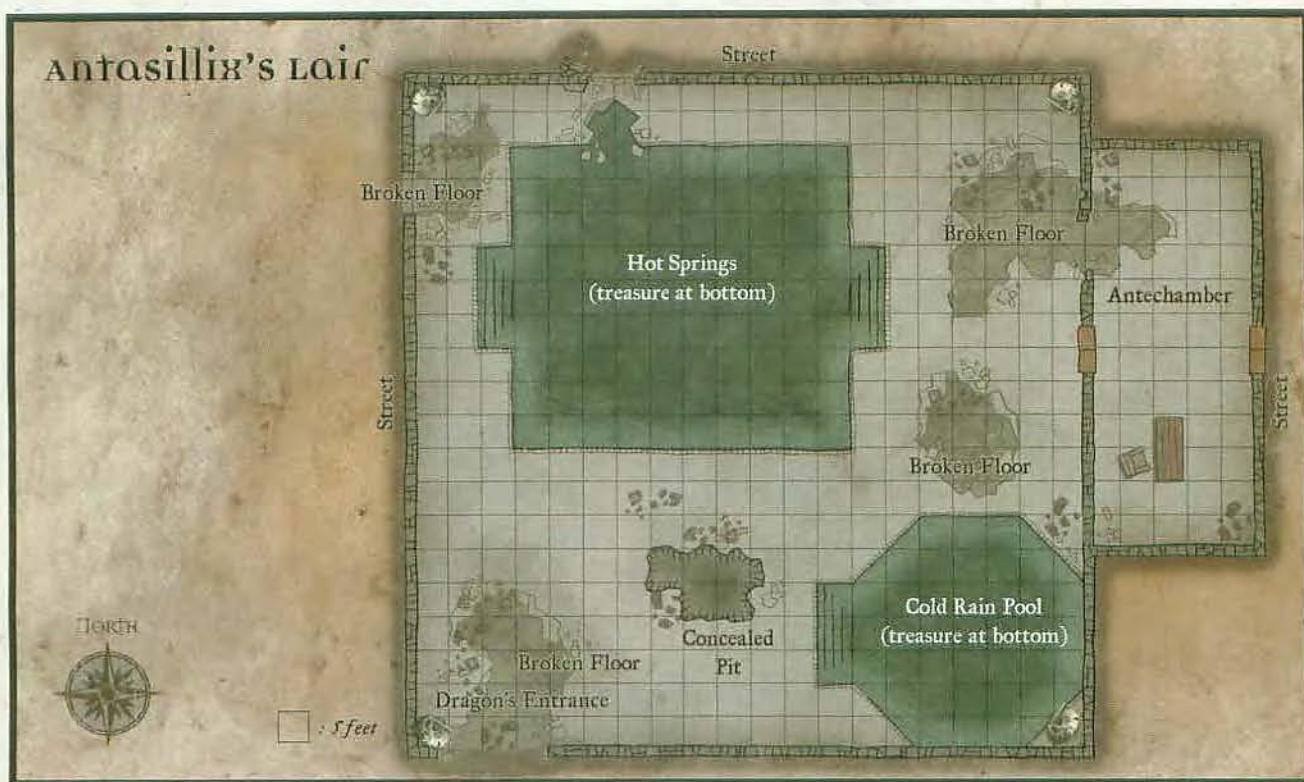 Antasillix's Lair
Street
Broken Floor
Broken Floor
Hot Springs
(treasure at bottom)
Antechamber
Street
Street
Broken Floor
Cold Rain Pool
(treasure at bottom)
Concealed
Pit
Broken Floor
Dragon's Entrance
North
: 5 feet